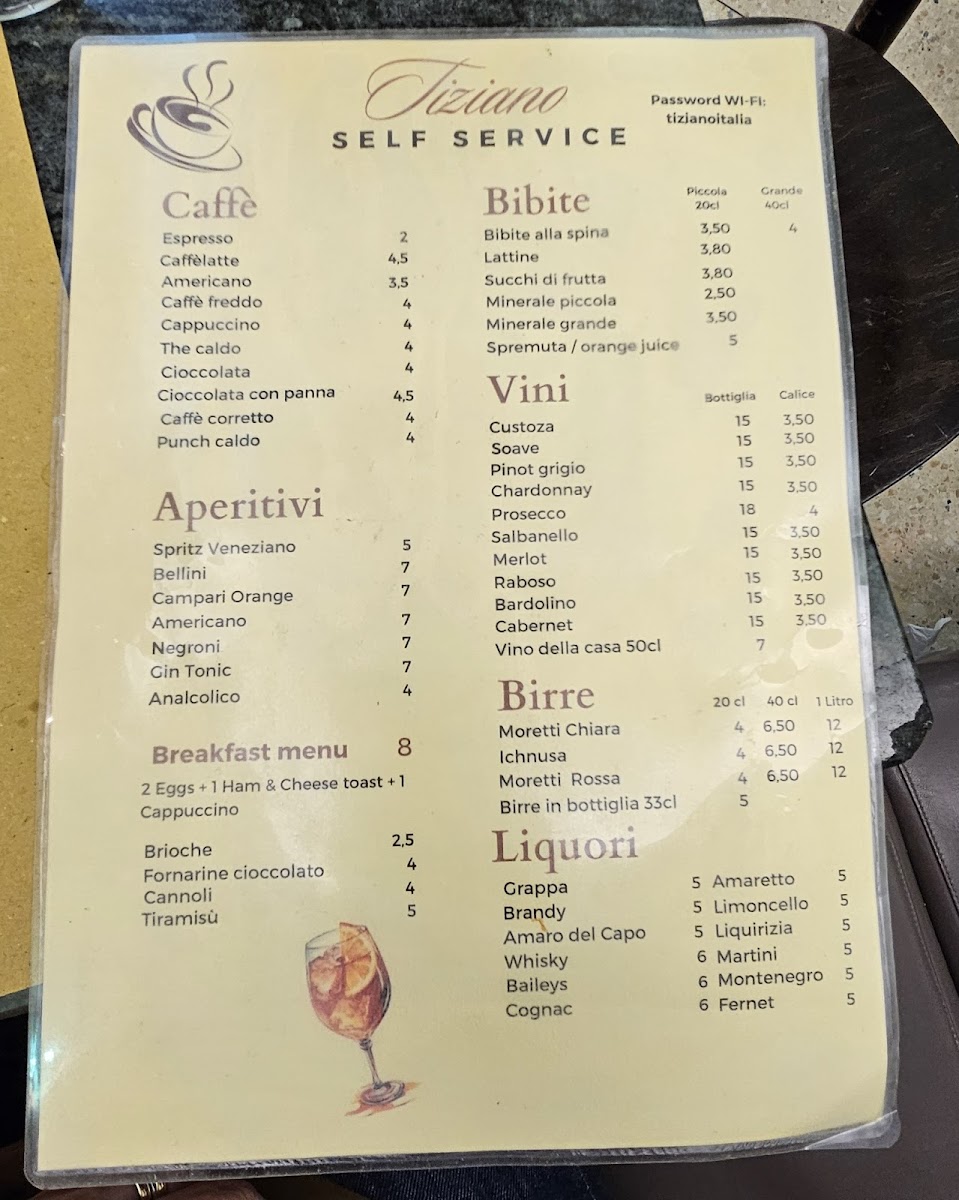 Tiziano
SELF SERVICE
Password WI-FI:
tizianoitalia
Caffè
Espresso 2
Caffèlatte 4,5
Americano 3,5
Caffè freddo 4
Cappuccino 4
The caldo 4
Cioccolata 4
Cioccolata con panna 4,5
Caffè corretto 4
Punch caldo 4
Aperitivi
Spritz Veneziano 5
Bellini 7
Campari Orange 7
Americano 7
Negroni 7
Gin Tonic 7
Analcolico 4
Breakfast menu 8
2 Eggs + 1 Ham & Cheese toast + 1
Cappuccino
Brioche 2,5
Fornarine cioccolato 4
Cannoli 4
Tiramisù 5
Bibite Piccola 20cl Grande 40cl
Bibite alla spina 3,50 4
Lattine 3,80
Succhi di frutta 3,80
Minerale piccola 2,50
Minerale grande 3,50
Spremuta / orange juice 5
Vini Bottiglia Calice
Custoza 15 3,50
Soave 15 3,50
Pinot grigio 15 3,50
Chardonnay 15 3,50
Prosecco 18 4
Salbanello 15 3,50
Merlot 15 3,50
Raboso 15 3,50
Bardolino 15 3,50
Cabernet 15 3,50
Vino della casa 50cl 7
Birre 20 cl 40 cl 1 Litro
Moretti Chiara 4 6,50 12
Ichnusa 4 6,50 12
Moretti Rossa 4 6,50 12
Birre in bottiglia 33cl 5
Liquori
Grappa 5 Amaretto 5
Brandy 5 Limoncello 5
Amaro del Capo 5 Liquirizia 5
Whisky 6 Martini 5
Baileys 6 Montenegro 5
Cognac 6 Fernet 5